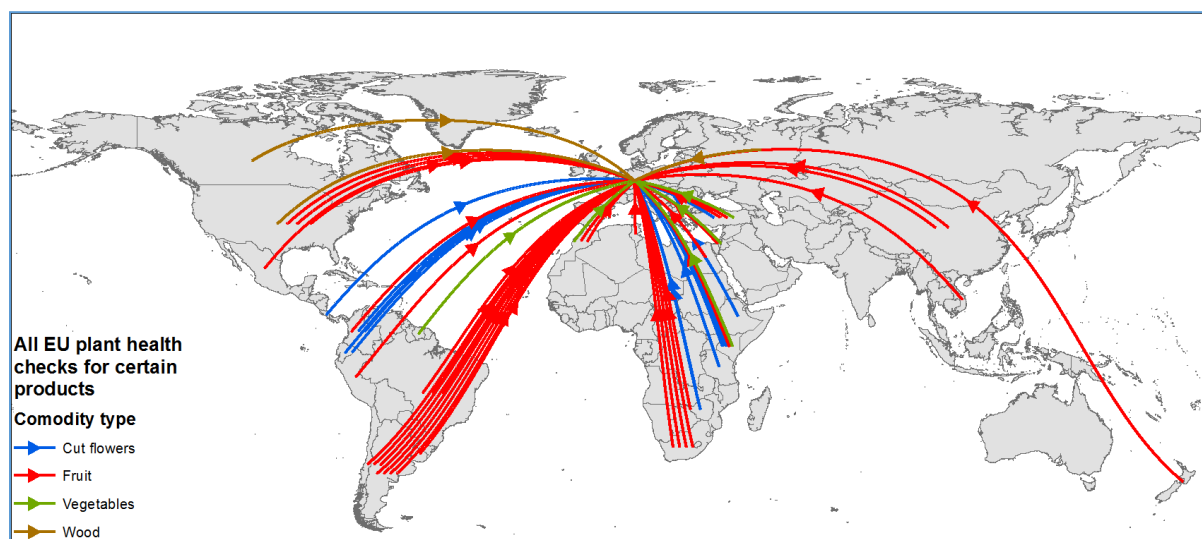 All EU plant health
checks for certain
products
Comodity type
Cut flowers
Fruit
Vegetables
Wood